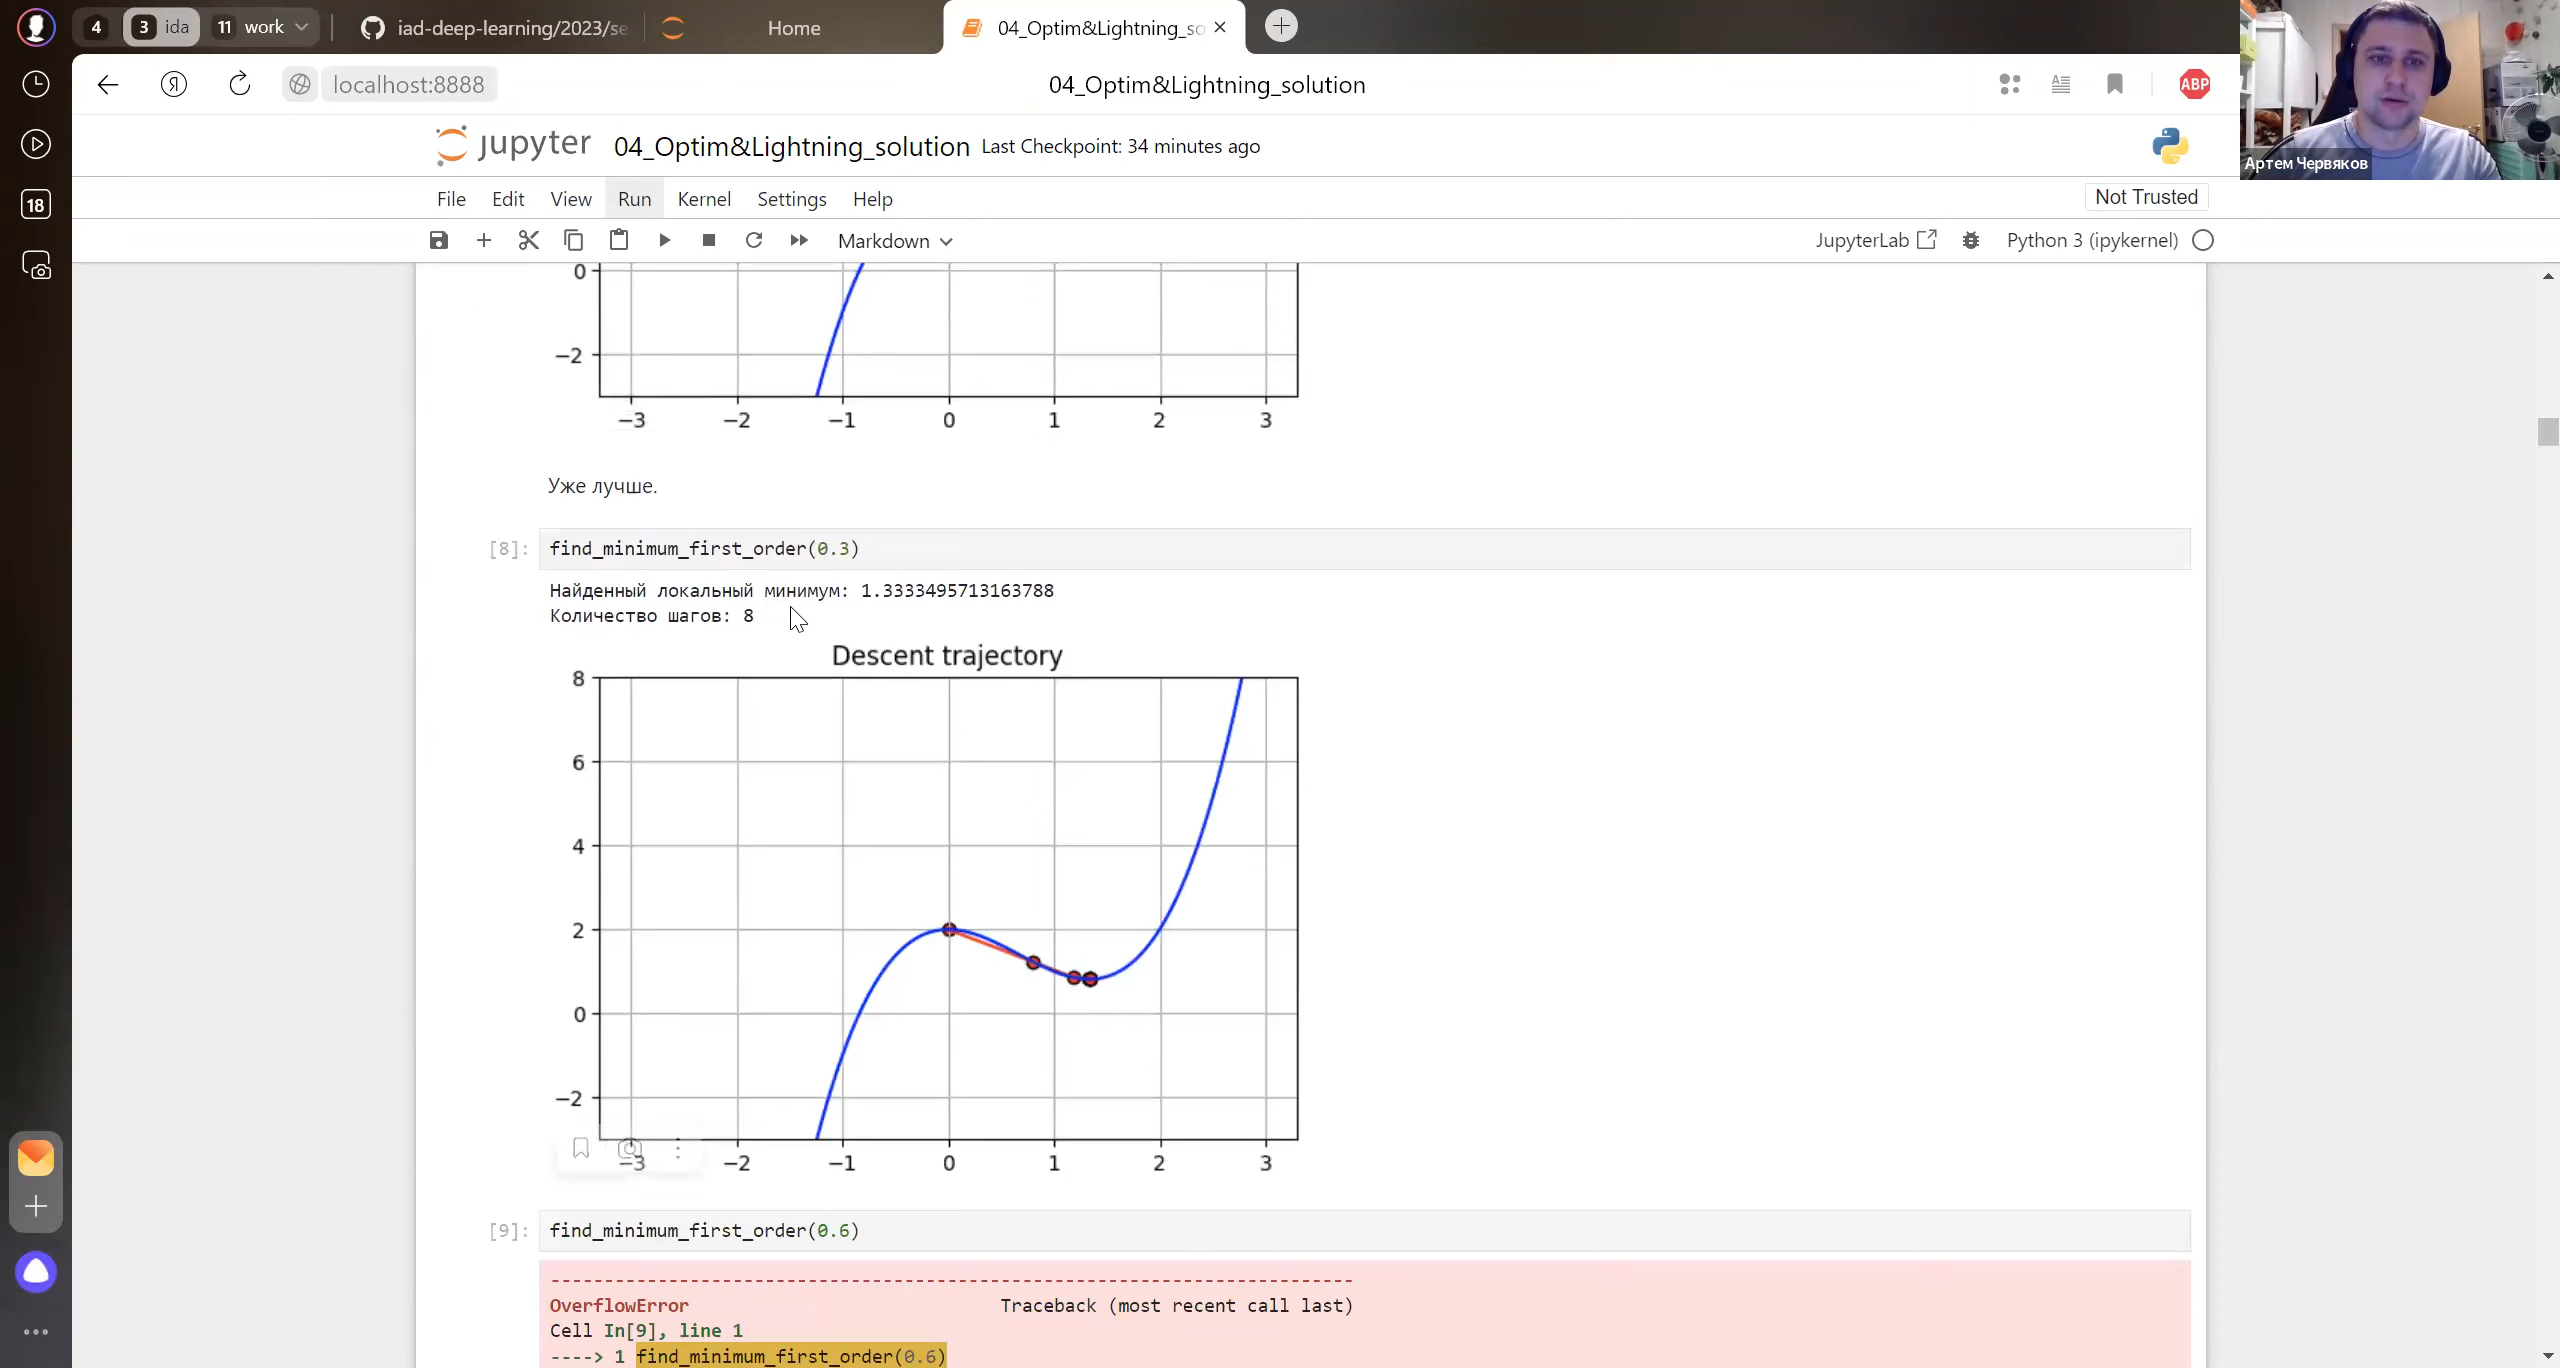 4
3 ida
11 work
iad-deep-learning/2023/se
Home
04_Optim&Lightning_so
Я
localhost:8888
04_Optim&Lightning_solution
ABP
Артем Червяков
18
jupyter
04_Optim&Lightning_solution
Last Checkpoint: 34 minutes ago
File
Edit
View
Run
Kernel
Settings
Help
Not Trusted
Markdown
JupyterLab
Python 3 (ipykernel)
0
−2
−3 −2 −1 0 1 2 3
Уже лучше.
[8]:
find_minimum_first_order(0.3)
Найденный локальный минимум: 1.3333495713163788
Количество шагов: 8
Descent trajectory
8
6
4
2
0
−2
−3 −2 −1 0 1 2 3
[9]:
find_minimum_first_order(0.6)
---------------------------------------------------------------------------
OverflowError Traceback (most recent call last)
Cell In[9], line 1
----> 1 find_minimum_first_order(0.6)